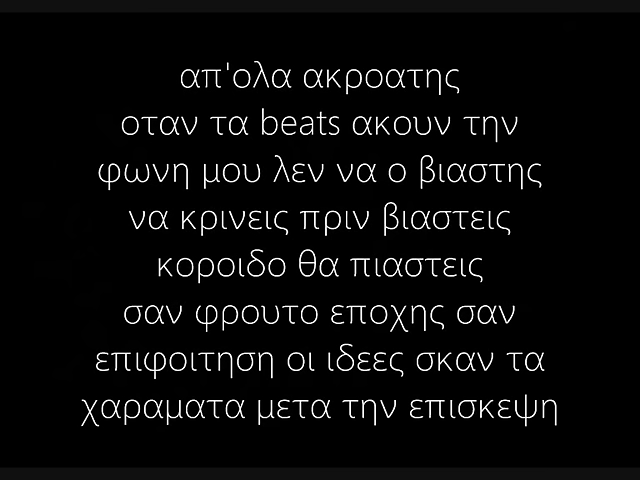 απ'ολα ακροατης
οταν τα beats ακουν την
φωνη μου λεν να ο βιαστης
να κρινεις πριν βιαστεις
κοροιδο θα πιαστεις
σαν φρουτο εποχης σαν
επιφοιτηση οι ιδεες σκαν τα
χαραματα μετα την επισκεψη